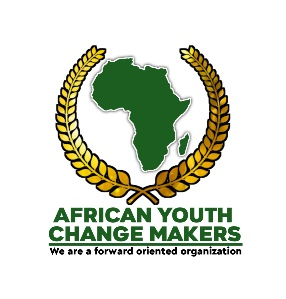 AFRICAN YOUTH
CHANGE MAKERS
We are a forward oriented organization